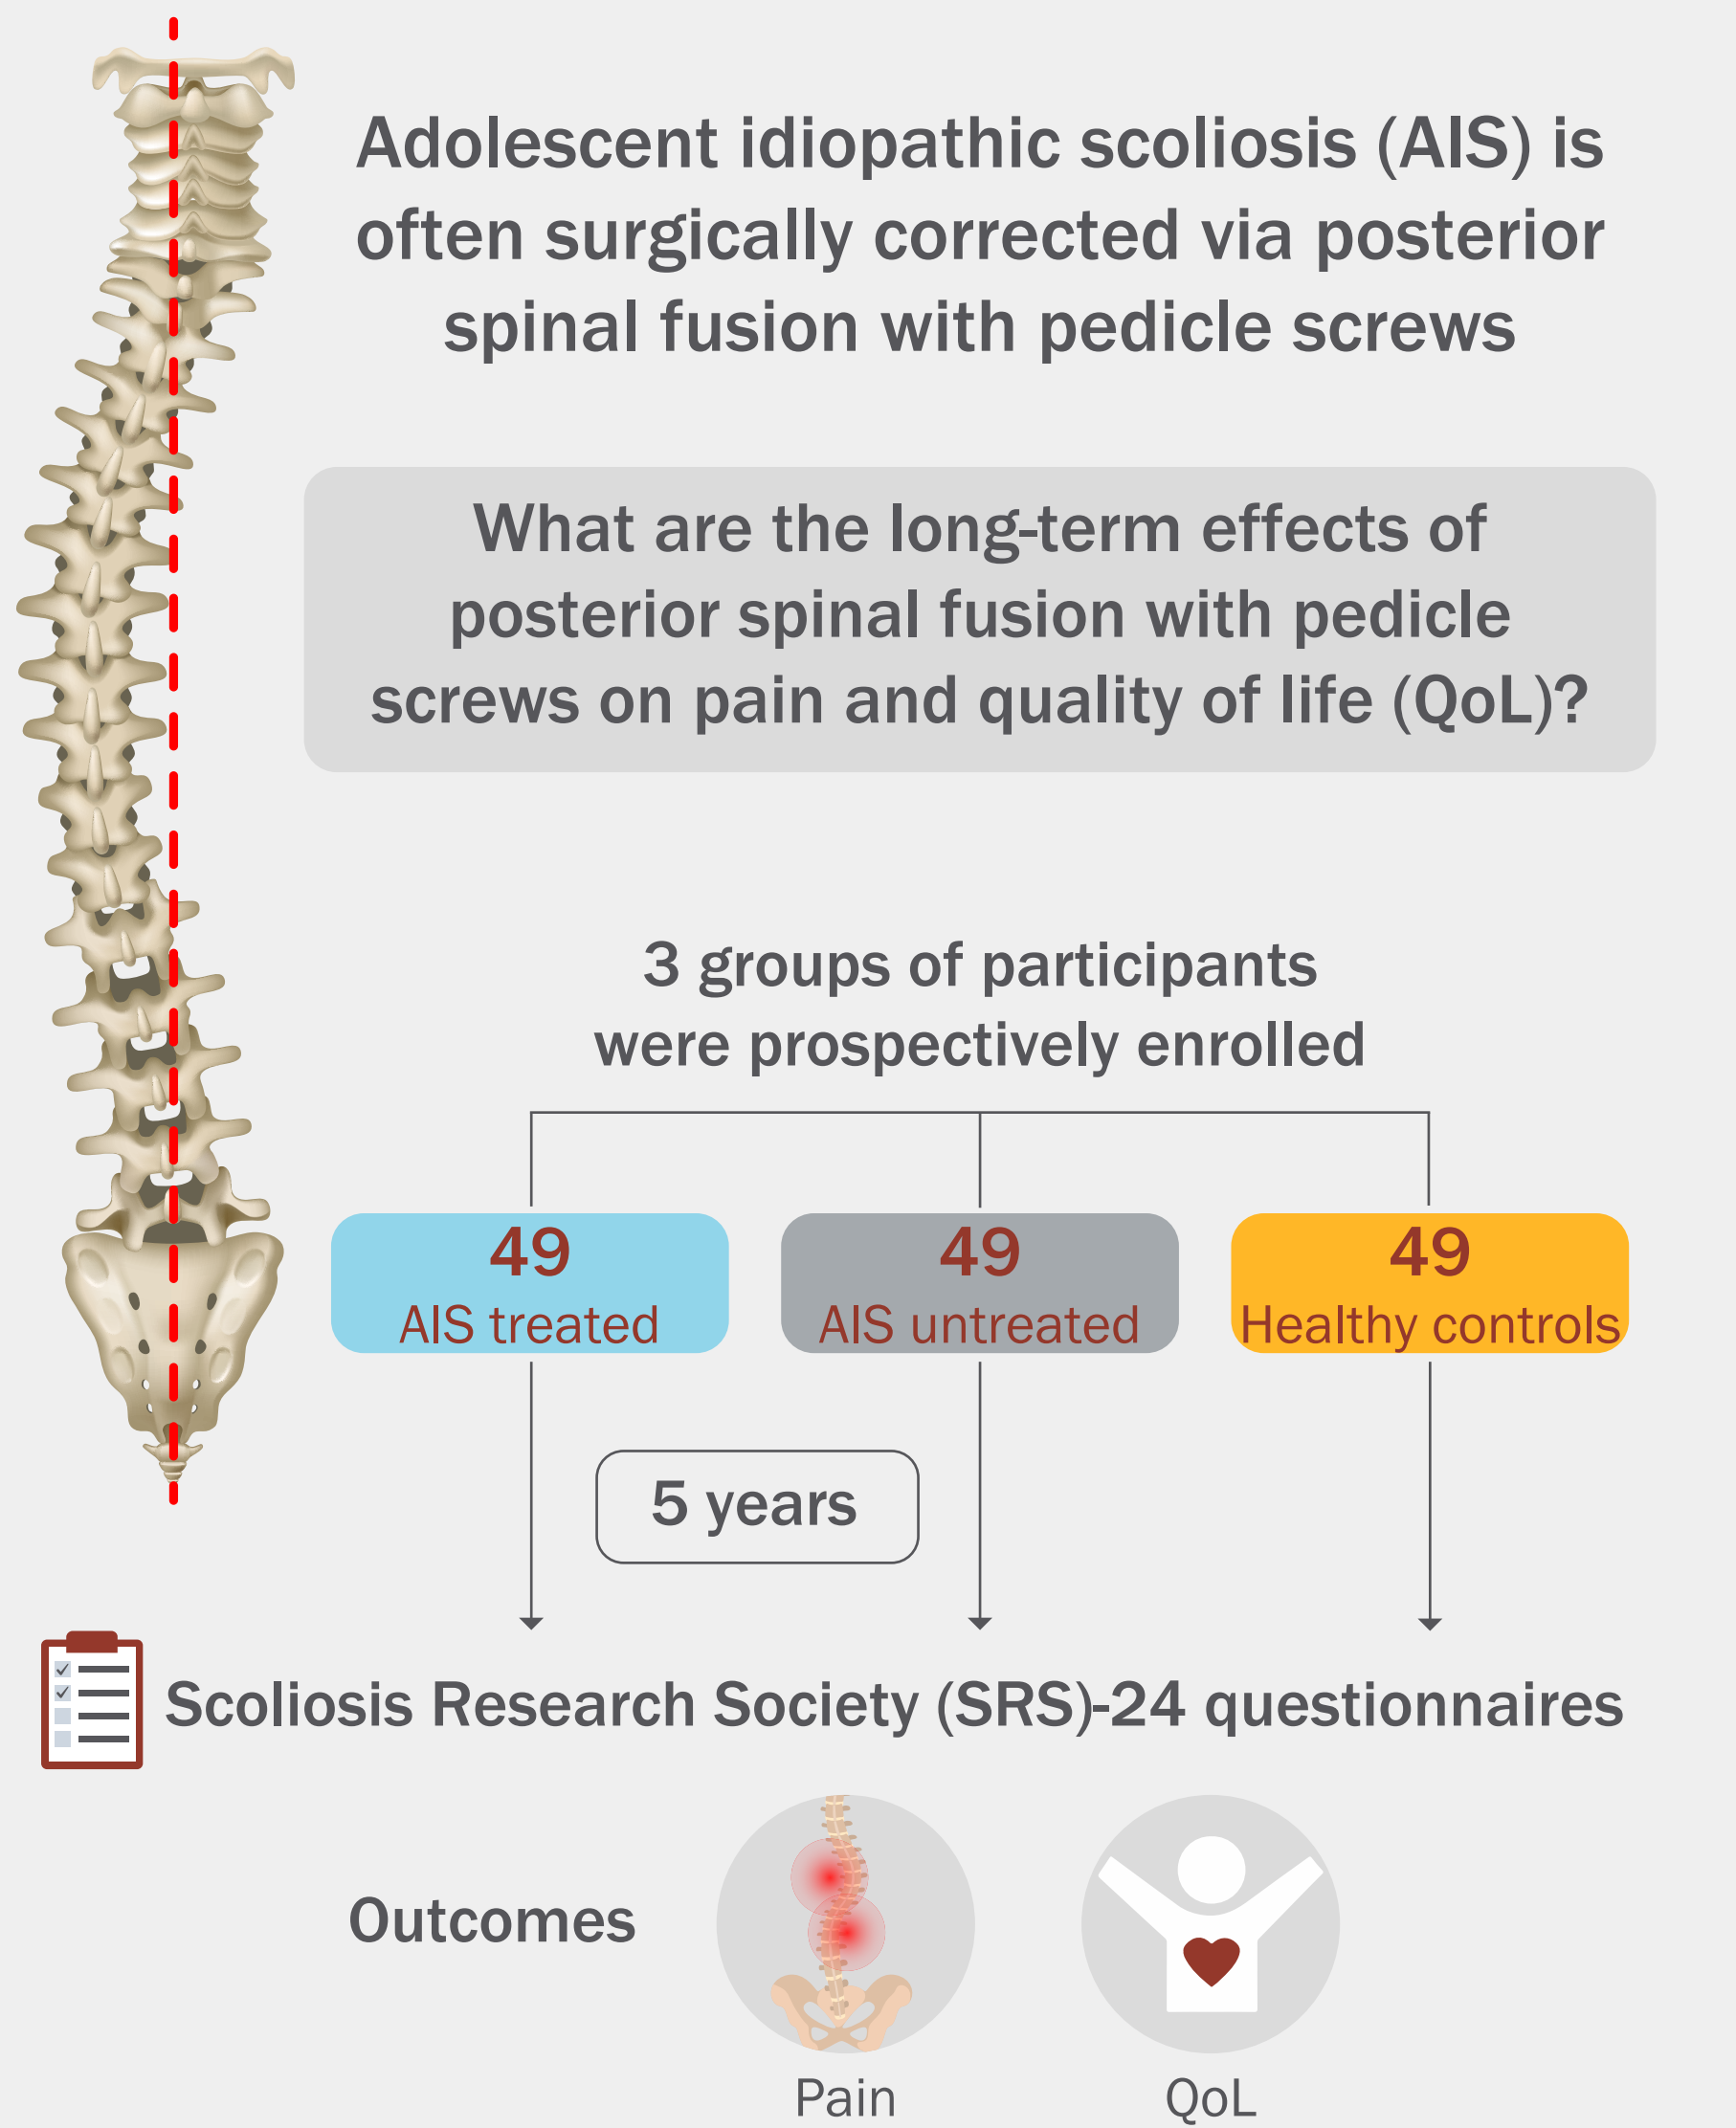 Adolescent idiopathic scoliosis (AIS) is
often surgically corrected via posterior
spinal fusion with pedicle screws
What are the long-term effects of
posterior spinal fusion with pedicle
screws on pain and quality of life (QoL)?
3 groups of participants
were prospectively enrolled
49
AIS treated
49
AIS untreated
49
Healthy controls
5 years
Scoliosis Research Society (SRS)-24 questionnaires
Outcomes
Pain
QoL